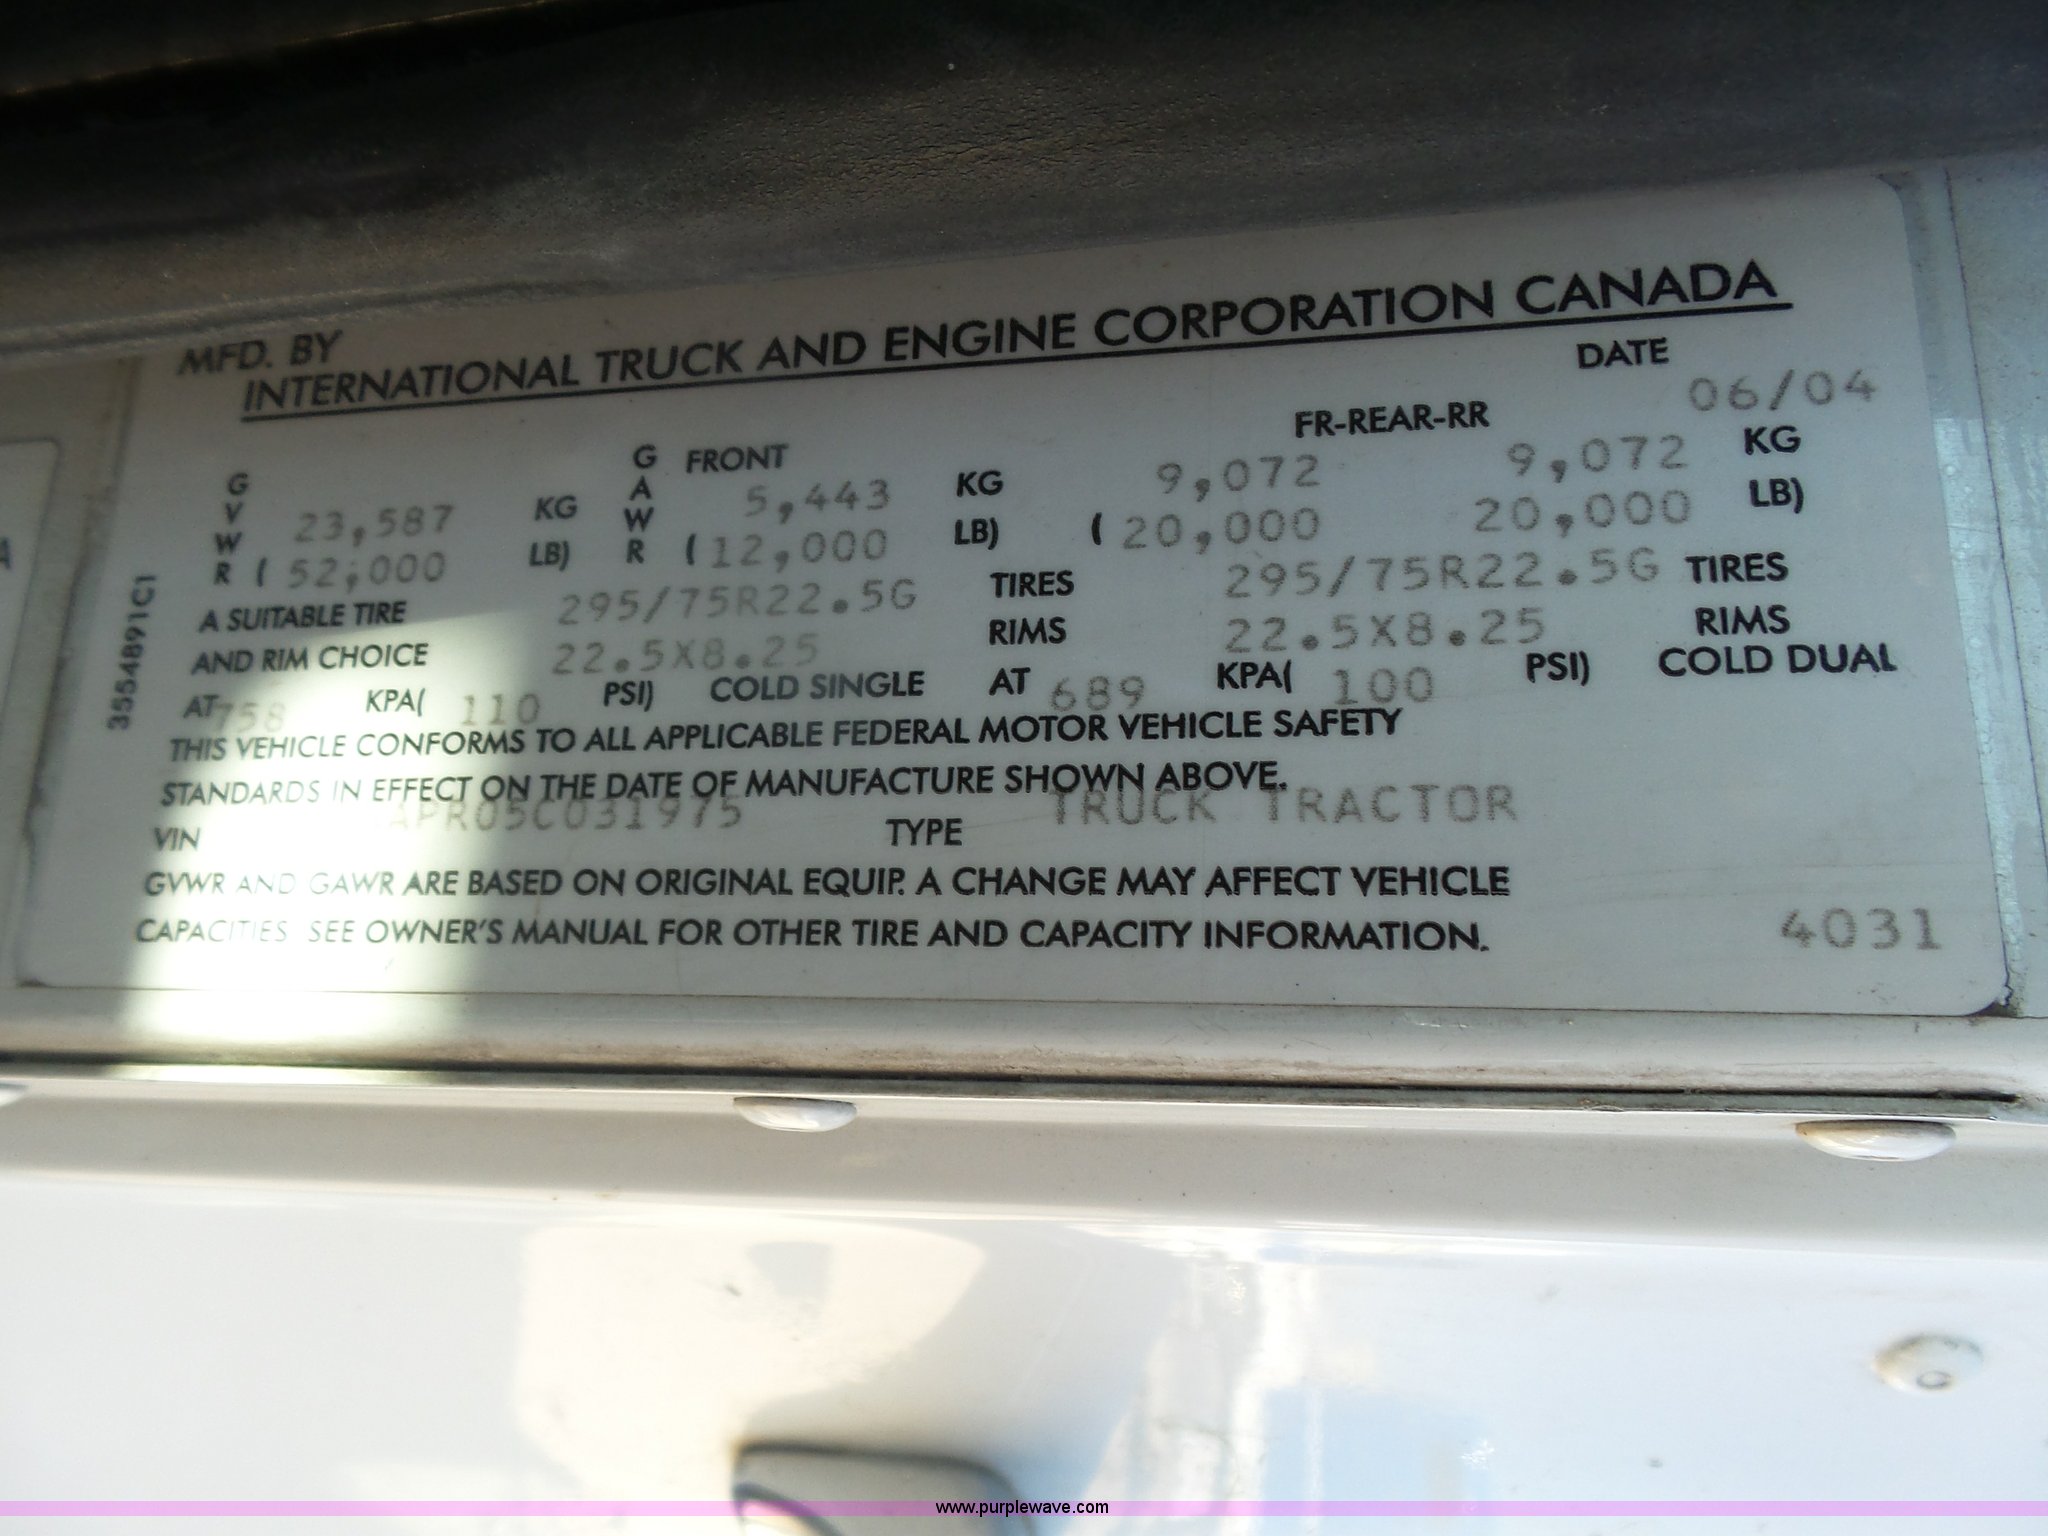 MFD. BY
INTERNATIONAL TRUCK AND ENGINE CORPORATION CANADA
DATE
06/04
G V W R 23,587 KG (52,000 LB)
G A W R FRONT 5,443 KG (12,000 LB)
FR-REAR-RR
9,072 9,072 KG
(20,000 20,000 LB)
A SUITABLE TIRE 295/75R22.5G TIRES 295/75R22.5G TIRES
AND RIM CHOICE 22.5X8.25 RIMS 22.5X8.25 RIMS
AT 758 KPA( 110 PSI) COLD SINGLE AT 689 KPA( 100 PSI) COLD DUAL
THIS VEHICLE CONFORMS TO ALL APPLICABLE FEDERAL MOTOR VEHICLE SAFETY
STANDARDS IN EFFECT ON THE DATE OF MANUFACTURE SHOWN ABOVE.
VIN TYPE TRUCK TRACTOR
GVWR AND GAWR ARE BASED ON ORIGINAL EQUIP. A CHANGE MAY AFFECT VEHICLE
CAPACITIES. SEE OWNER'S MANUAL FOR OTHER TIRE AND CAPACITY INFORMATION.
4031
3554891C1
www.purplewave.com